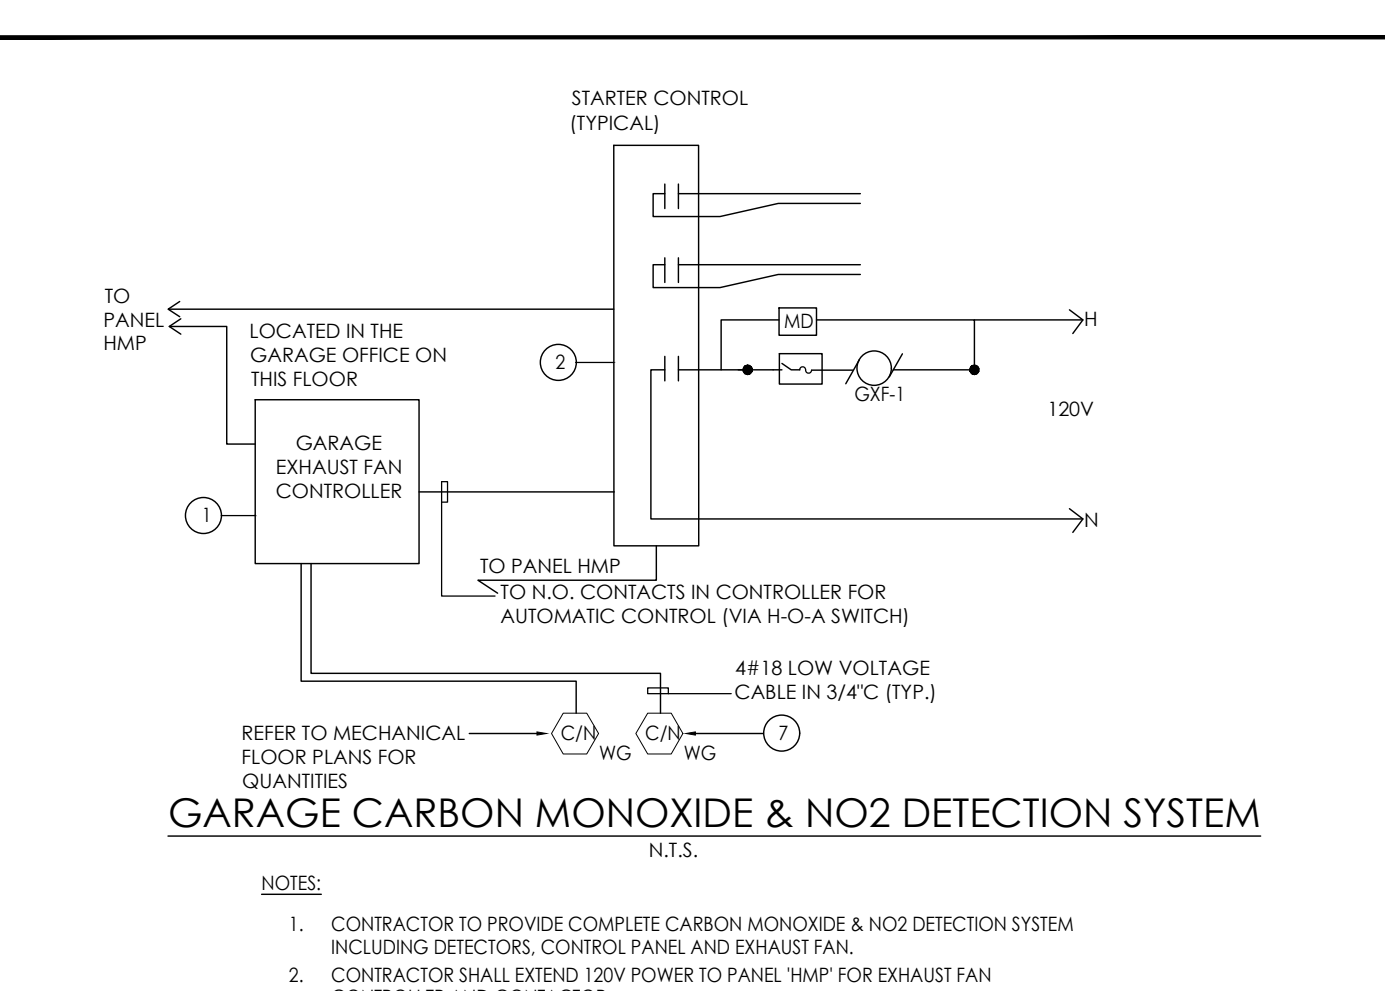 STARTER CONTROL
(TYPICAL)
TO
PANEL
HMP
LOCATED IN THE
GARAGE OFFICE ON
THIS FLOOR
2
MD
H
GXF-1
120V
GARAGE
EXHAUST FAN
CONTROLLER
1
N
TO PANEL HMP
TO N.O. CONTACTS IN CONTROLLER FOR
AUTOMATIC CONTROL (VIA H-O-A SWITCH)
4#18 LOW VOLTAGE
CABLE IN 3/4"C (TYP.)
REFER TO MECHANICAL
FLOOR PLANS FOR
QUANTITIES
C/N
WG
C/N
WG
7
GARAGE CARBON MONOXIDE & NO2 DETECTION SYSTEM
N.T.S.
NOTES:
1. CONTRACTOR TO PROVIDE COMPLETE CARBON MONOXIDE & NO2 DETECTION SYSTEM
INCLUDING DETECTORS, CONTROL PANEL AND EXHAUST FAN.
2. CONTRACTOR SHALL EXTEND 120V POWER TO PANEL 'HMP' FOR EXHAUST FAN